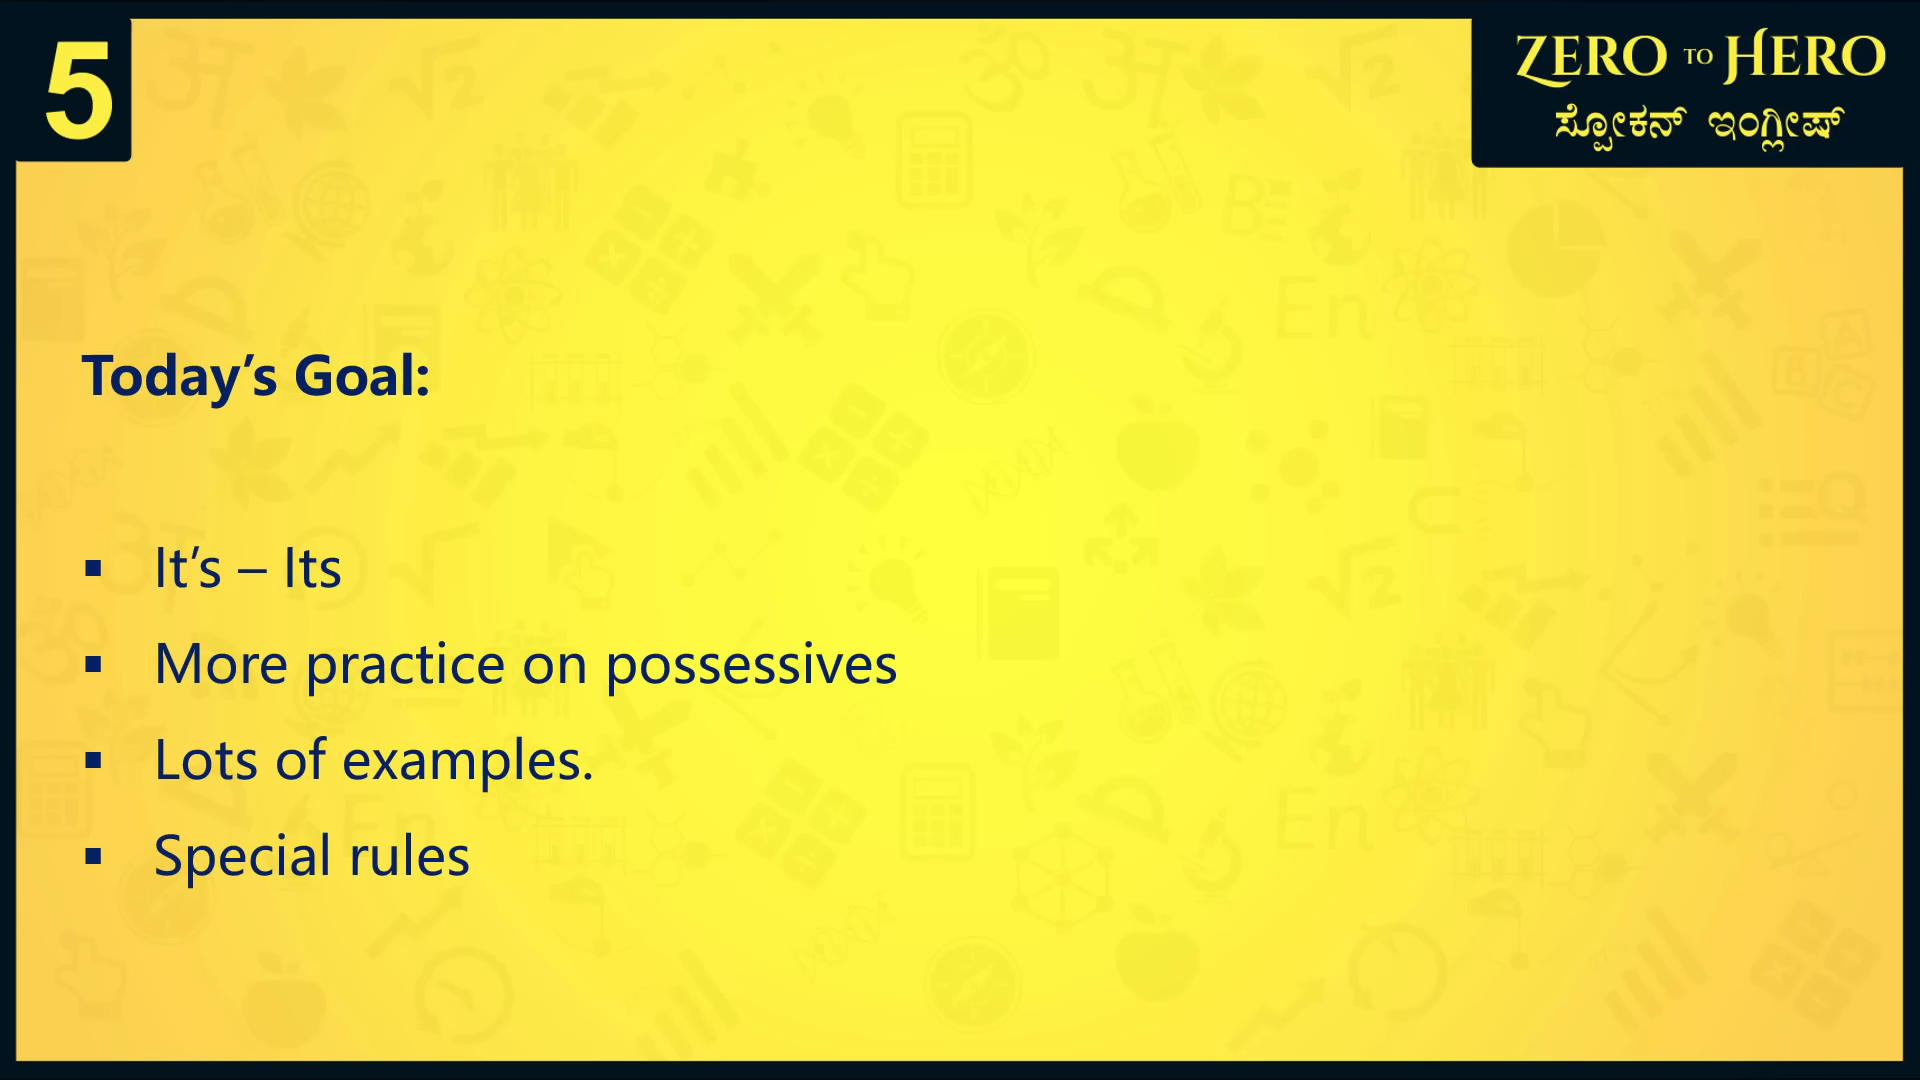 5
ZERO TO HERO
ಸ್ಪೋಕನ್ ಇಂಗ್ಲೀಷ್
Today’s Goal:
▪ It’s – Its
▪ More practice on possessives
▪ Lots of examples.
▪ Special rules